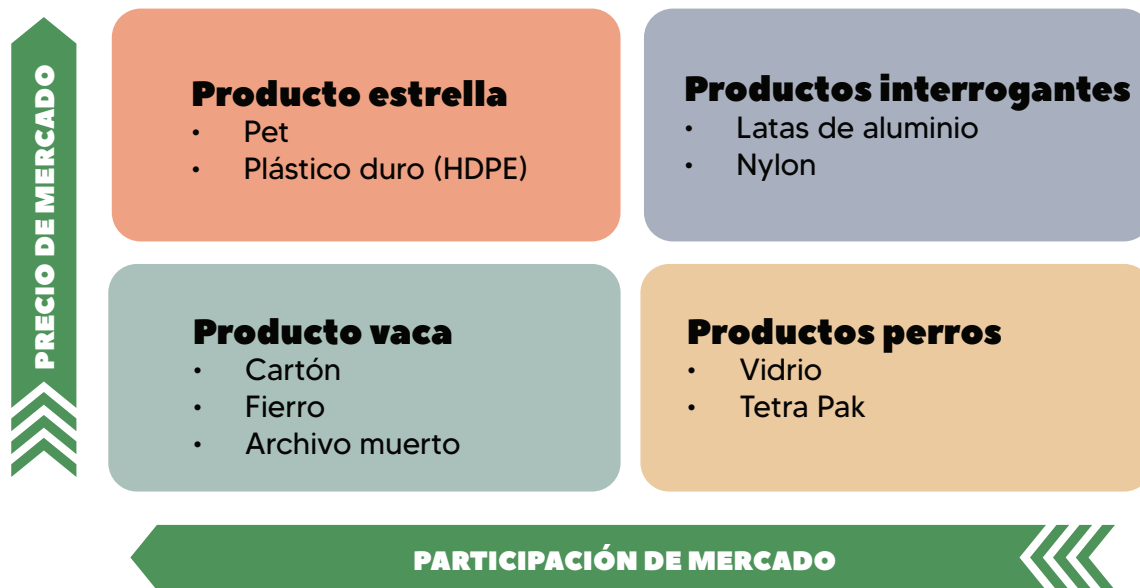 PRECIO DE MERCADO
Producto estrella
• Pet
• Plástico duro (HDPE)
Productos interrogantes
• Latas de aluminio
• Nylon
Producto vaca
• Cartón
• Fierro
• Archivo muerto
Productos perros
• Vidrio
• Tetra Pak
PARTICIPACIÓN DE MERCADO